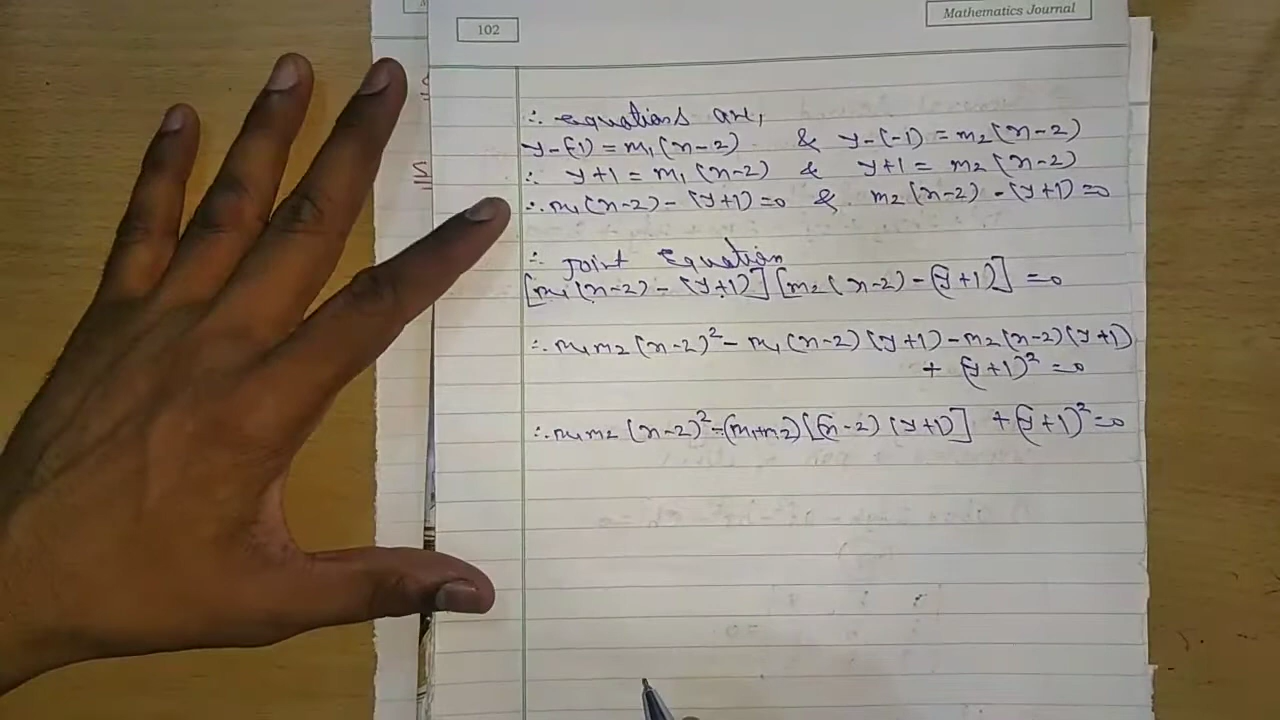 102
Mathematics Journal
∴ equations are,
y-(-1) = m₁(x-2) & y-(-1) = m₂(x-2)
∴ y+1 = m₁(x-2) & y+1 = m₂(x-2)
∴ m₁(x-2) - (y+1) = 0 & m₂(x-2) - (y+1) = 0
∴ joint equation
[m₁(x-2) - (y+1)] [m₂(x-2) - (y+1)] = 0
∴ m₁m₂(x-2)² - m₁(x-2)(y+1) - m₂(x-2)(y+1)
+ (y+1)² = 0
∴ m₁m₂(x-2)² - (m₁+m₂)[(x-2)(y+1)] + (y+1)² = 0